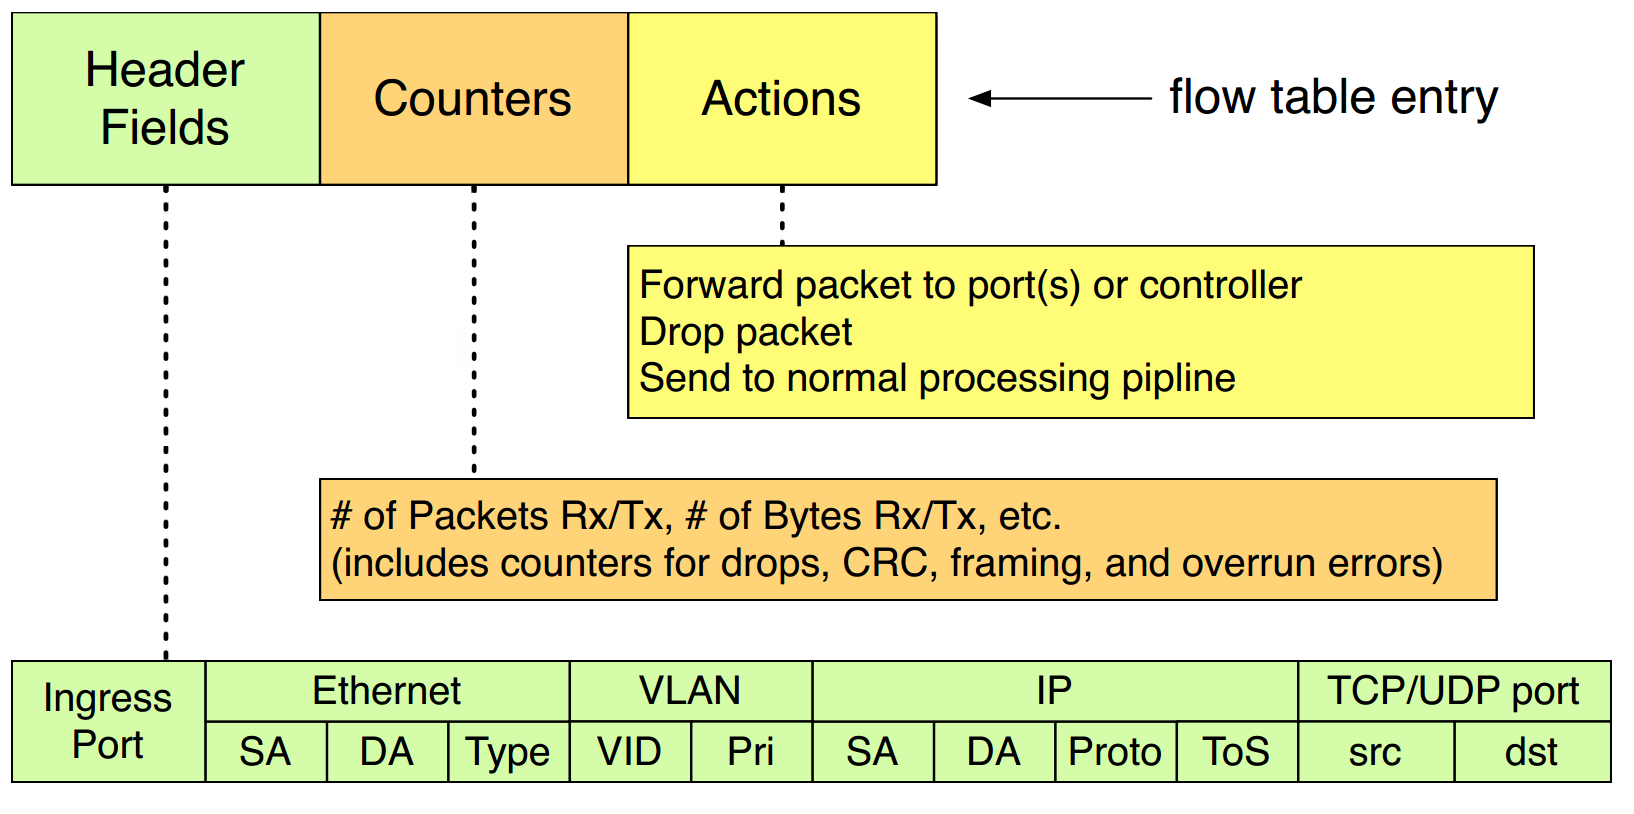 Header
Fields
Counters
Actions
flow table entry
Forward packet to port(s) or controller
Drop packet
Send to normal processing pipline
# of Packets Rx/Tx, # of Bytes Rx/Tx, etc.
(includes counters for drops, CRC, framing, and overrun errors)
Ingress
Port
Ethernet
VLAN
IP
TCP/UDP port
SA
DA
Type
VID
Pri
SA
DA
Proto
ToS
src
dst